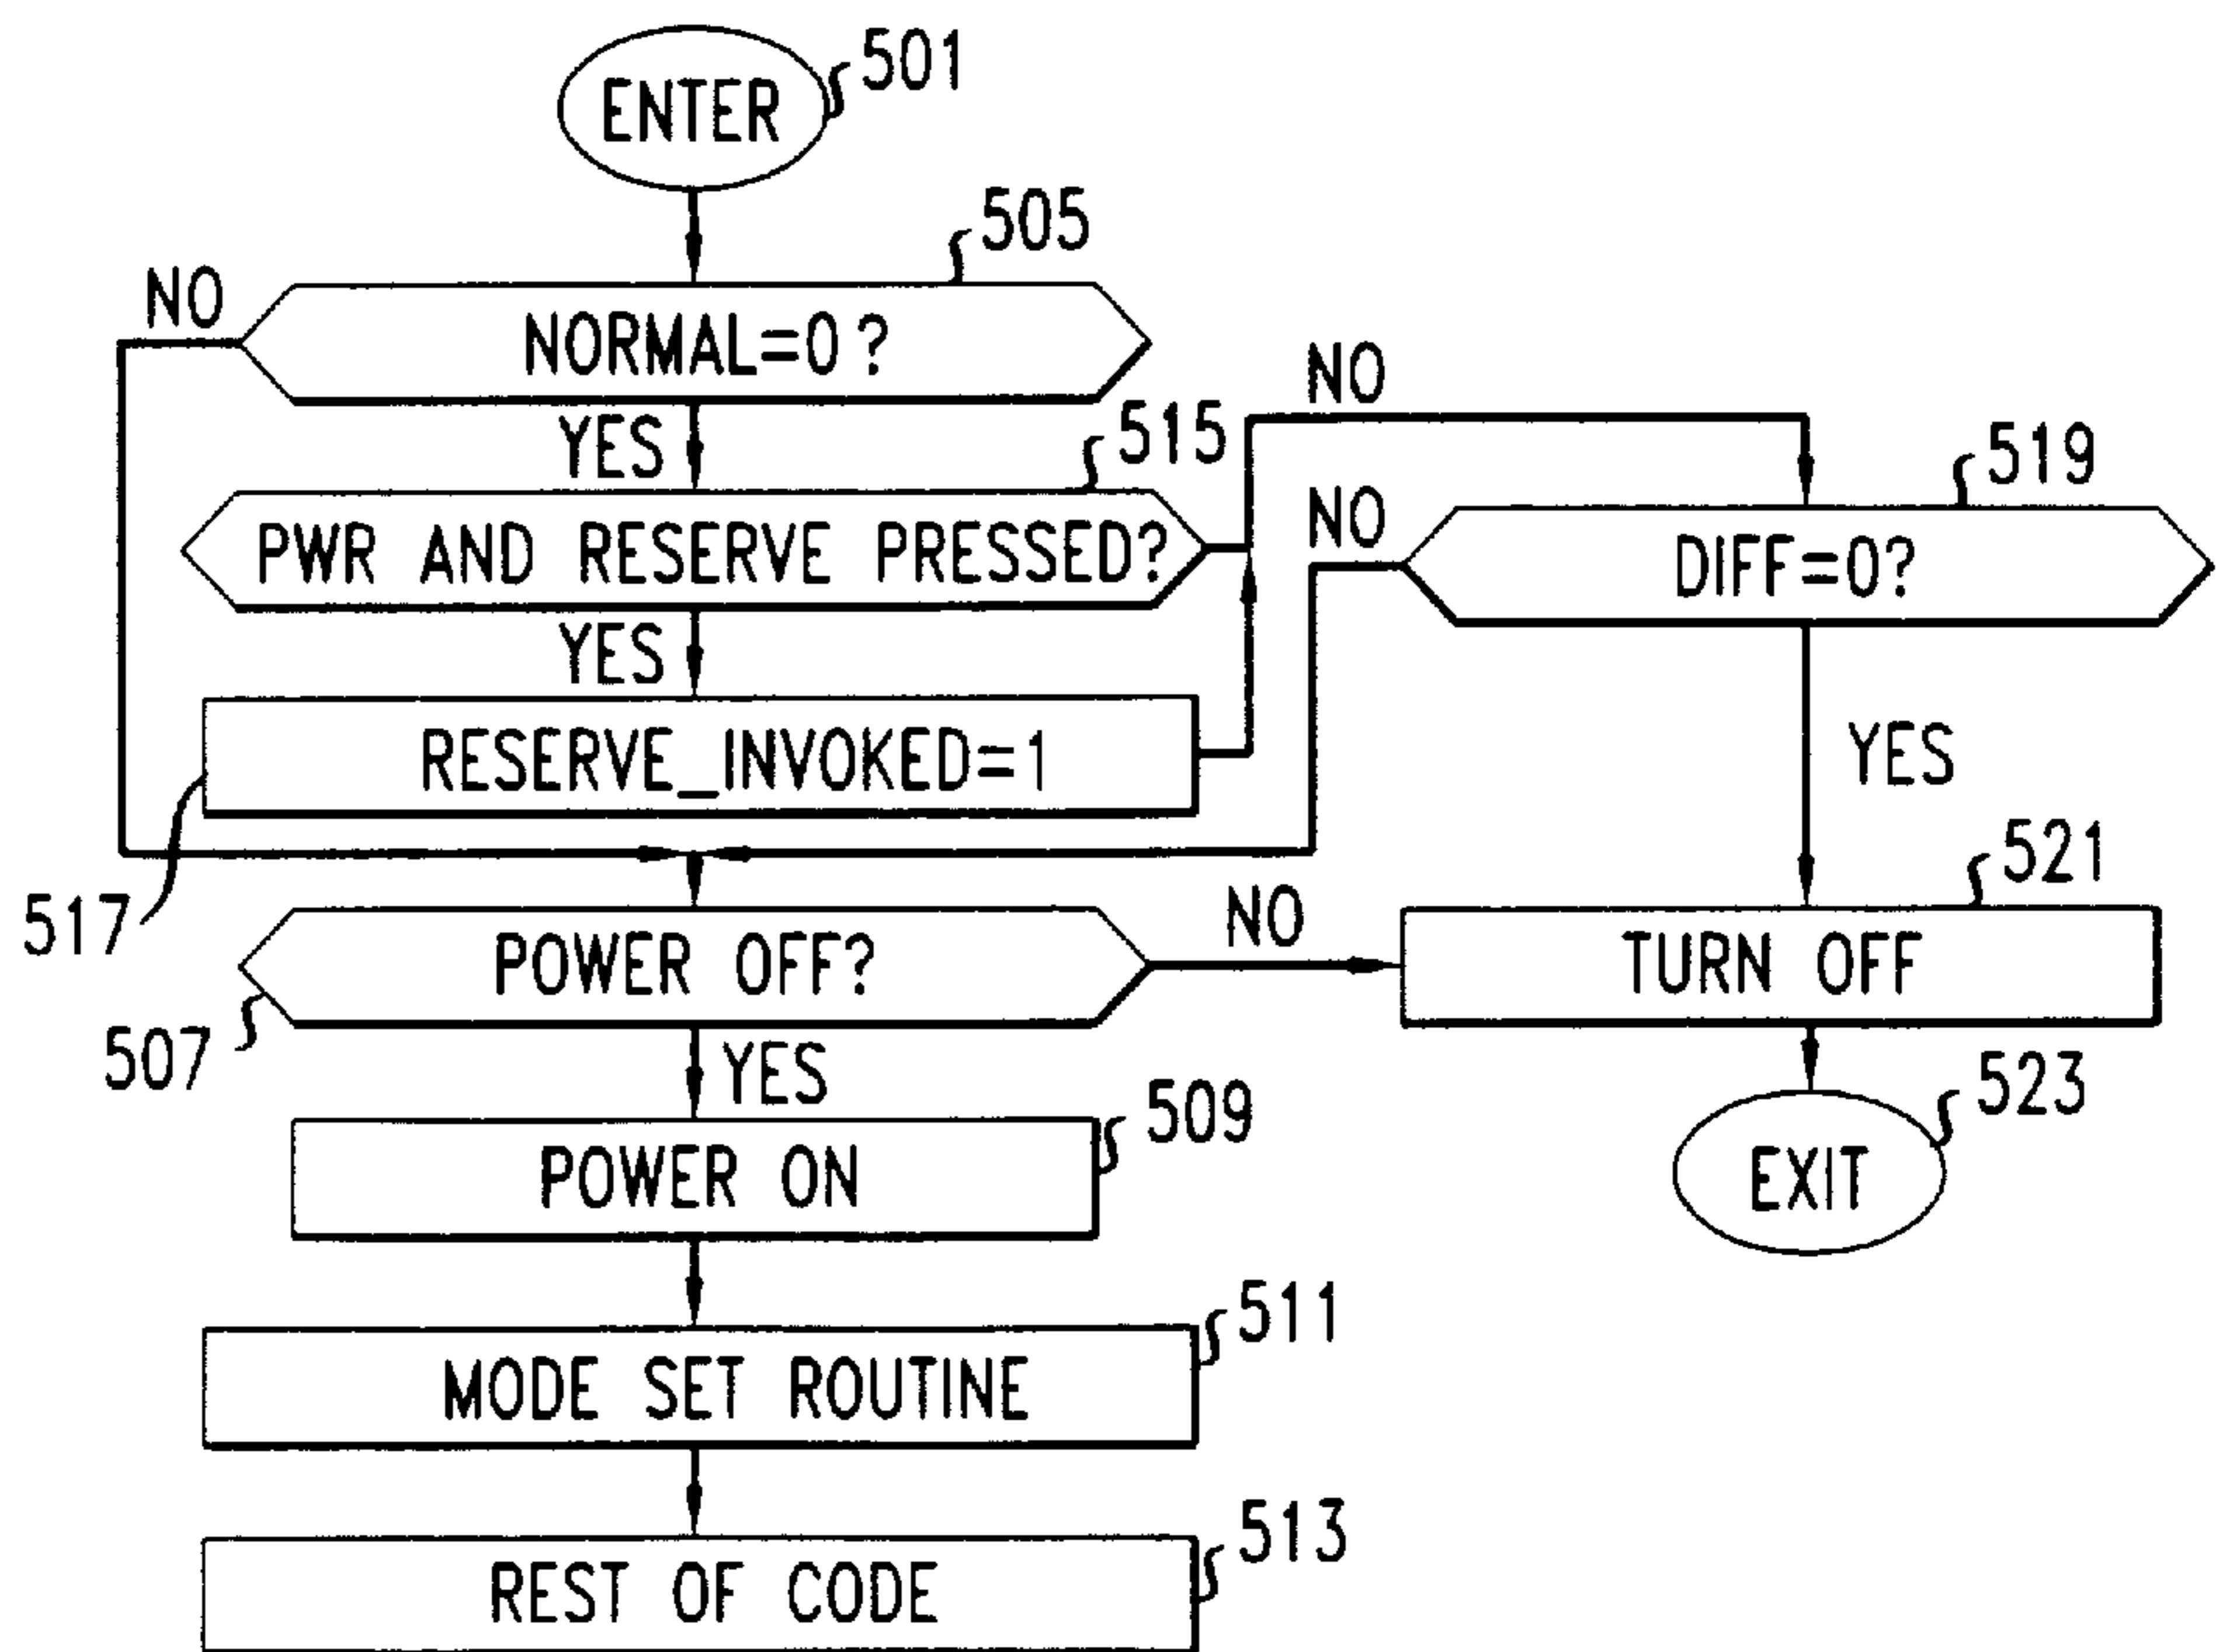 ENTER
501
505
NO
NORMAL=0?
YES
515
NO
519
PWR AND RESERVE PRESSED?
NO
DIFF=0?
YES
RESERVE_INVOKED=1
YES
517
521
POWER OFF?
NO
TURN OFF
507
YES
523
EXIT
509
POWER ON
511
MODE SET ROUTINE
513
REST OF CODE